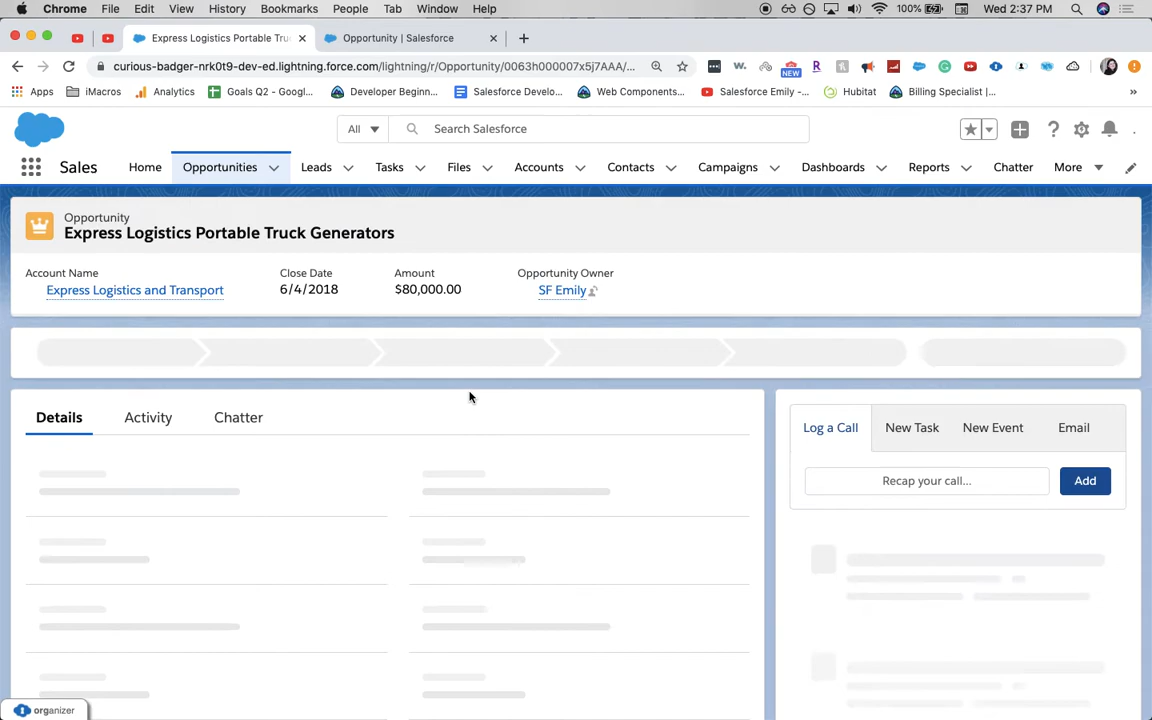 Chrome File Edit View History Bookmarks People Tab Window Help 100% Wed 2:37 PM
Express Logistics Portable Tru Opportunity | Salesforce
curious-badger-nrk0t9-dev-ed.lightning.force.com/lightning/r/Opportunity/0063h000007x5j7AAA/... w. NEW R
Apps iMacros Analytics Goals Q2 - Googl... Developer Beginn... Salesforce Develo... Web Components... Salesforce Emily -... Hubitat Billing Specialist |... »
All Search Salesforce
Sales Home Opportunities Leads Tasks Files Accounts Contacts Campaigns Dashboards Reports Chatter More
Opportunity
Express Logistics Portable Truck Generators
Account Name Close Date Amount Opportunity Owner
Express Logistics and Transport 6/4/2018 $80,000.00 SF Emily
Details Activity Chatter
Log a Call New Task New Event Email
Recap your call... Add
organizer